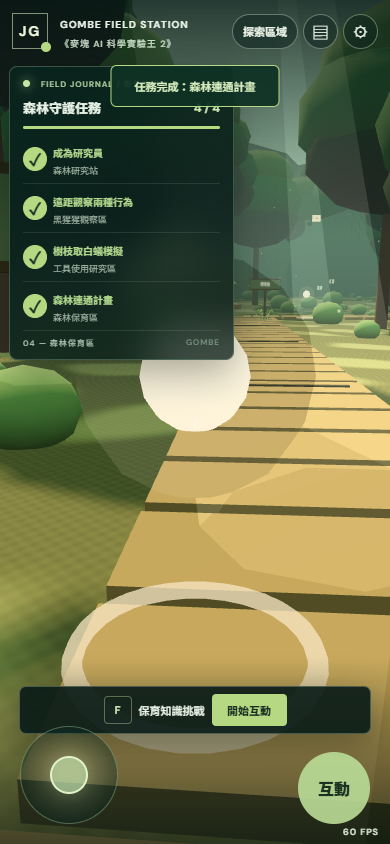 JG
GOMBE FIELD STATION
《麥塊 AI 科學實驗王 2》
探索區域
FIELD JOURNAL /
任務完成：森林連通計畫
森林守護任務
4 / 4
成為研究員
森林研究站
遠距觀察兩種行為
黑猩猩觀察區
樹枝取白蟻模擬
工具使用研究區
森林連通計畫
森林保育區
04 — 森林保育區
GOMBE
F
保育知識挑戰
開始互動
互動
60 FPS